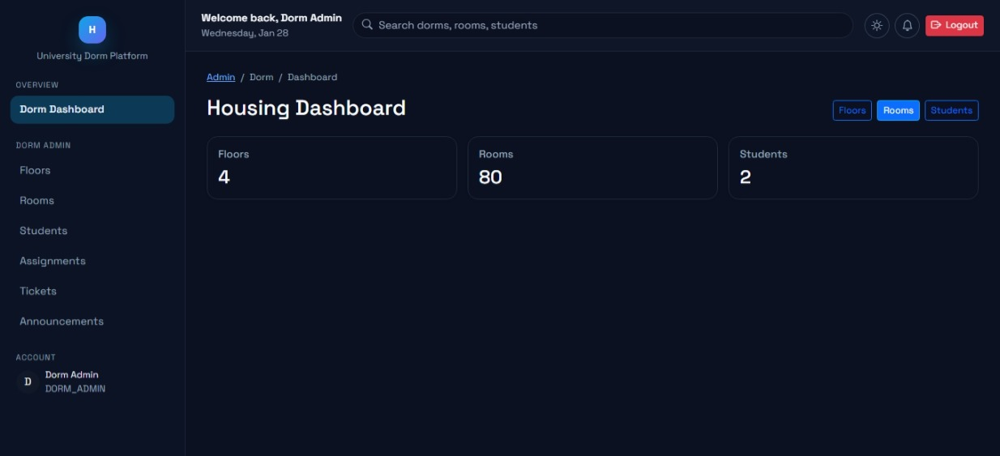 H
University Dorm Platform
OVERVIEW
Dorm Dashboard
DORM ADMIN
Floors
Rooms
Students
Assignments
Tickets
Announcements
ACCOUNT
D
Dorm Admin
DORM_ADMIN
Welcome back, Dorm Admin
Wednesday, Jan 28
Search dorms, rooms, students
Logout
Admin / Dorm / Dashboard
Housing Dashboard
Floors Rooms Students
Floors
4
Rooms
80
Students
2